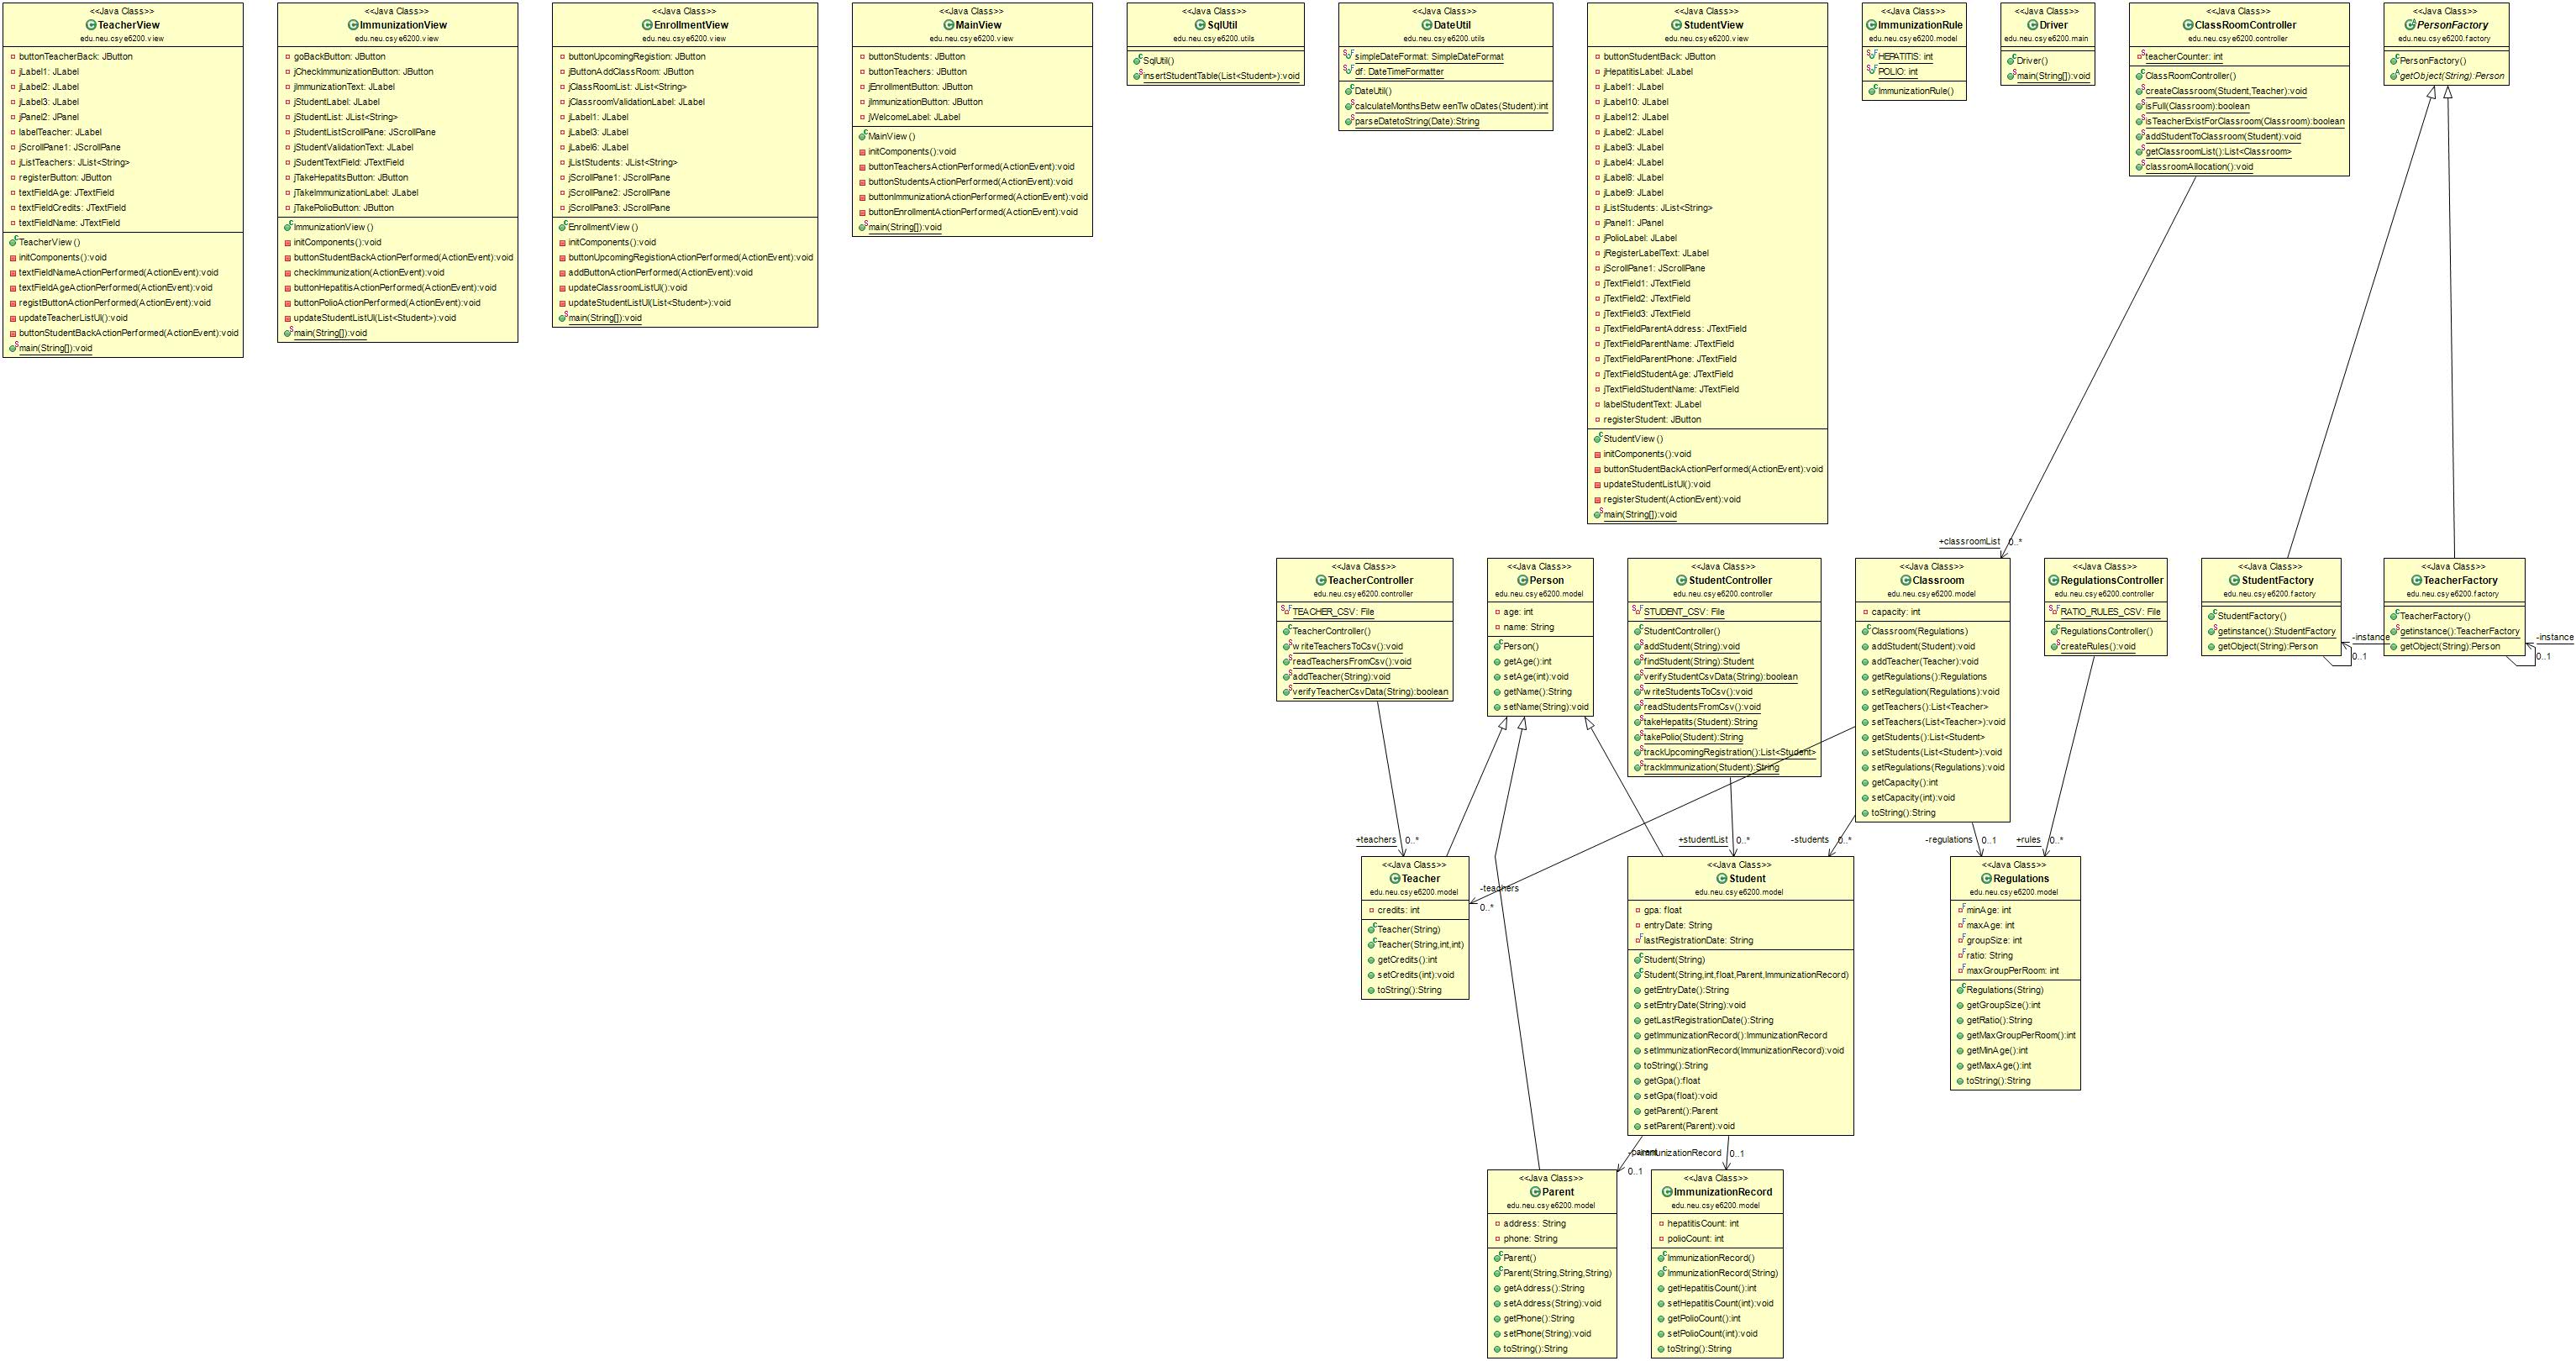 <<Java Class>>
TeacherView
edu.neu.csye6200.view
buttonTeacherBack: JButton
jLabel1: JLabel
jLabel2: JLabel
jLabel3: JLabel
jPanel2: JPanel
labelTeacher: JLabel
jScrollPane1: JScrollPane
jListTeachers: JList<String>
registerButton: JButton
textFieldAge: JTextField
textFieldCredits: JTextField
textFieldName: JTextField
TeacherView()
initComponents():void
textFieldNameActionPerformed(ActionEvent):void
textFieldAgeActionPerformed(ActionEvent):void
registButtonActionPerformed(ActionEvent):void
updateTeacherListUI():void
buttonStudentBackActionPerformed(ActionEvent):void
main(String[]):void
<<Java Class>>
ImmunizationView
edu.neu.csye6200.view
goBackButton: JButton
jCheckImmunizationButton: JButton
jImmunizationText: JLabel
jStudentLabel: JLabel
jStudentList: JList<String>
jStudentListScrollPane: JScrollPane
jStudentValidationText: JLabel
jSudentTextField: JTextField
jTakeHepatitsButton: JButton
jTakeImmunizationLabel: JLabel
jTakePolioButton: JButton
ImmunizationView()
initComponents():void
buttonStudentBackActionPerformed(ActionEvent):void
checkImmunization(ActionEvent):void
buttonHepatitisActionPerformed(ActionEvent):void
buttonPolioActionPerformed(ActionEvent):void
updateStudentListUI(List<Student>):void
main(String[]):void
<<Java Class>>
EnrollmentView
edu.neu.csye6200.view
buttonUpcomingRegistion: JButton
jButtonAddClassRoom: JButton
jClassRoomList: JList<String>
jClassroomValidationLabel: JLabel
jLabel1: JLabel
jLabel3: JLabel
jLabel6: JLabel
jListStudents: JList<String>
jScrollPane1: JScrollPane
jScrollPane2: JScrollPane
jScrollPane3: JScrollPane
EnrollmentView()
initComponents():void
buttonUpcomingRegistionActionPerformed(ActionEvent):void
addButtonActionPerformed(ActionEvent):void
updateClassroomListUI():void
updateStudentListUI(List<Student>):void
main(String[]):void
<<Java Class>>
MainView
edu.neu.csye6200.view
buttonStudents: JButton
buttonTeachers: JButton
jEnrollmentButton: JButton
jImmunizationButton: JButton
jWelcomeLabel: JLabel
MainView()
initComponents():void
buttonTeachersActionPerformed(ActionEvent):void
buttonStudentsActionPerformed(ActionEvent):void
buttonImmunizationActionPerformed(ActionEvent):void
buttonEnrollmentActionPerformed(ActionEvent):void
main(String[]):void
<<Java Class>>
SqlUtil
edu.neu.csye6200.utils
SqlUtil()
insertStudentTable(List<Student>):void
<<Java Class>>
DateUtil
edu.neu.csye6200.utils
simpleDateFormat: SimpleDateFormat
df: DateTimeFormatter
DateUtil()
calculateMonthsBetweenTwoDates(Student):int
parseDatetoString(Date):String
<<Java Class>>
StudentView
edu.neu.csye6200.view
buttonStudentBack: JButton
jHepatitisLabel: JLabel
jLabel1: JLabel
jLabel10: JLabel
jLabel12: JLabel
jLabel2: JLabel
jLabel3: JLabel
jLabel4: JLabel
jLabel8: JLabel
jLabel9: JLabel
jListStudents: JList<String>
jPanel1: JPanel
jPolioLabel: JLabel
jRegisterLabelText: JLabel
jScrollPane1: JScrollPane
jTextField1: JTextField
jTextField2: JTextField
jTextField3: JTextField
jTextFieldParentAddress: JTextField
jTextFieldParentName: JTextField
jTextFieldParentPhone: JTextField
jTextFieldStudentAge: JTextField
jTextFieldStudentName: JTextField
labelStudentText: JLabel
registerStudent: JButton
StudentView()
initComponents():void
buttonStudentBackActionPerformed(ActionEvent):void
updateStudentListUI():void
registerStudent(ActionEvent):void
main(String[]):void
<<Java Class>>
ImmunizationRule
edu.neu.csye6200.model
HEPATITIS: int
POLIO: int
ImmunizationRule()
<<Java Class>>
Driver
edu.neu.csye6200.main
Driver()
main(String[]):void
<<Java Class>>
ClassRoomController
edu.neu.csye6200.controller
teacherCounter: int
ClassRoomController()
createClassroom(Student,Teacher):void
isFull(Classroom):boolean
isTeacherExistForClassroom(Classroom):boolean
addStudentToClassroom(Student):void
getClassroomList():List<Classroom>
classroomAllocation():void
<<Java Class>>
PersonFactory
edu.neu.csye6200.factory
PersonFactory()
getObject(String):Person
+classroomList 0..*
<<Java Class>>
TeacherController
edu.neu.csye6200.controller
TEACHER_CSV: File
TeacherController()
writeTeachersToCsv():void
readTeachersFromCsv():void
addTeacher(String):void
verifyTeacherCsvData(String):boolean
<<Java Class>>
Person
edu.neu.csye6200.model
age: int
name: String
Person()
getAge():int
setAge(int):void
getName():String
setName(String):void
<<Java Class>>
StudentController
edu.neu.csye6200.controller
STUDENT_CSV: File
StudentController()
addStudent(String):void
findStudent(String):Student
verifyStudentCsvData(String):boolean
writeStudentsToCsv():void
readStudentsFromCsv():void
takeHepatits(Student):String
takePolio(Student):String
trackUpcomingRegistration():List<Student>
trackImmunization(Student):String
<<Java Class>>
Classroom
edu.neu.csye6200.model
capacity: int
Classroom(Regulations)
addStudent(Student):void
addTeacher(Teacher):void
getRegulations():Regulations
setRegulation(Regulations):void
getTeachers():List<Teacher>
setTeachers(List<Teacher>):void
getStudents():List<Student>
setStudents(List<Student>):void
setRegulations(Regulations):void
getCapacity():int
setCapacity(int):void
toString():String
<<Java Class>>
RegulationsController
edu.neu.csye6200.controller
RATIO_RULES_CSV: File
RegulationsController()
createRules():void
<<Java Class>>
StudentFactory
edu.neu.csye6200.factory
StudentFactory()
getinstance():StudentFactory
getObject(String):Person
-instance
0..1
<<Java Class>>
TeacherFactory
edu.neu.csye6200.factory
TeacherFactory()
getinstance():TeacherFactory
getObject(String):Person
-instance
0..1
+teachers 0..*
+studentList 0..*
-students 0..*
-regulations 0..1
+rules 0..*
<<Java Class>>
Teacher
edu.neu.csye6200.model
credits: int
Teacher(String)
Teacher(String,int,int)
getCredits():int
setCredits(int):void
toString():String
-teachers
0..*
<<Java Class>>
Student
edu.neu.csye6200.model
gpa: float
entryDate: String
lastRegistrationDate: String
Student(String)
Student(String,int,float,Parent,ImmunizationRecord)
getEntryDate():String
setEntryDate(String):void
getLastRegistrationDate():String
getImmunizationRecord():ImmunizationRecord
setImmunizationRecord(ImmunizationRecord):void
toString():String
getGpa():float
setGpa(float):void
getParent():Parent
setParent(Parent):void
<<Java Class>>
Regulations
edu.neu.csye6200.model
minAge: int
maxAge: int
groupSize: int
ratio: String
maxGroupPerRoom: int
Regulations(String)
getGroupSize():int
getRatio():String
getMaxGroupPerRoom():int
getMinAge():int
getMaxAge():int
toString():String
-parent
0..1
-immunizationRecord 0..1
<<Java Class>>
Parent
edu.neu.csye6200.model
address: String
phone: String
Parent()
Parent(String,String,String)
getAddress():String
setAddress(String):void
getPhone():String
setPhone(String):void
toString():String
<<Java Class>>
ImmunizationRecord
edu.neu.csye6200.model
hepatitisCount: int
polioCount: int
ImmunizationRecord()
ImmunizationRecord(String)
getHepatitisCount():int
setHepatitisCount(int):void
getPolioCount():int
setPolioCount(int):void
toString():String